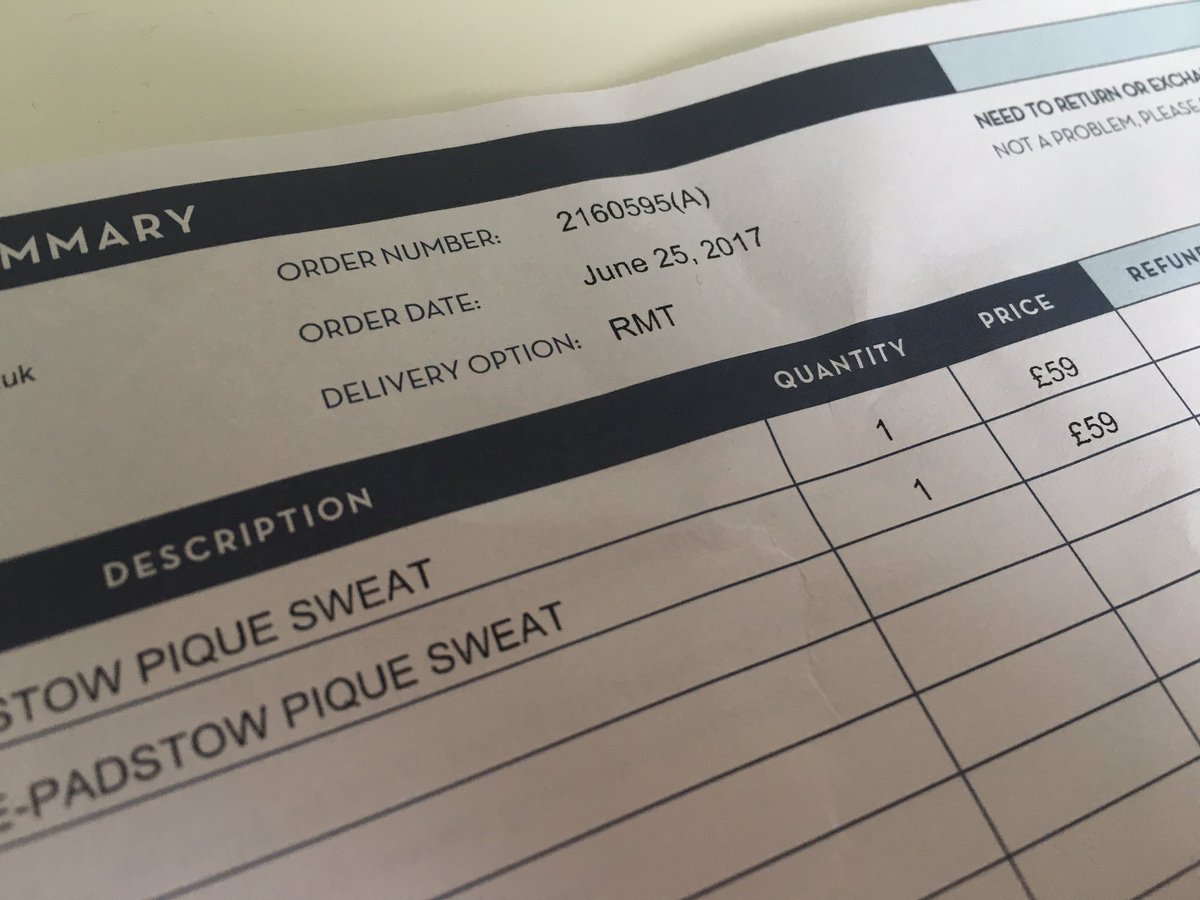 MMARY
ORDER NUMBER: 2160595(A)
ORDER DATE: June 25, 2017
DELIVERY OPTION: RMT
uk
NEED TO RETURN OR EXCHA
NOT A PROBLEM, PLEASE
DESCRIPTION QUANTITY PRICE REFUND
STOW PIQUE SWEAT 1 £59
E-PADSTOW PIQUE SWEAT 1 £59